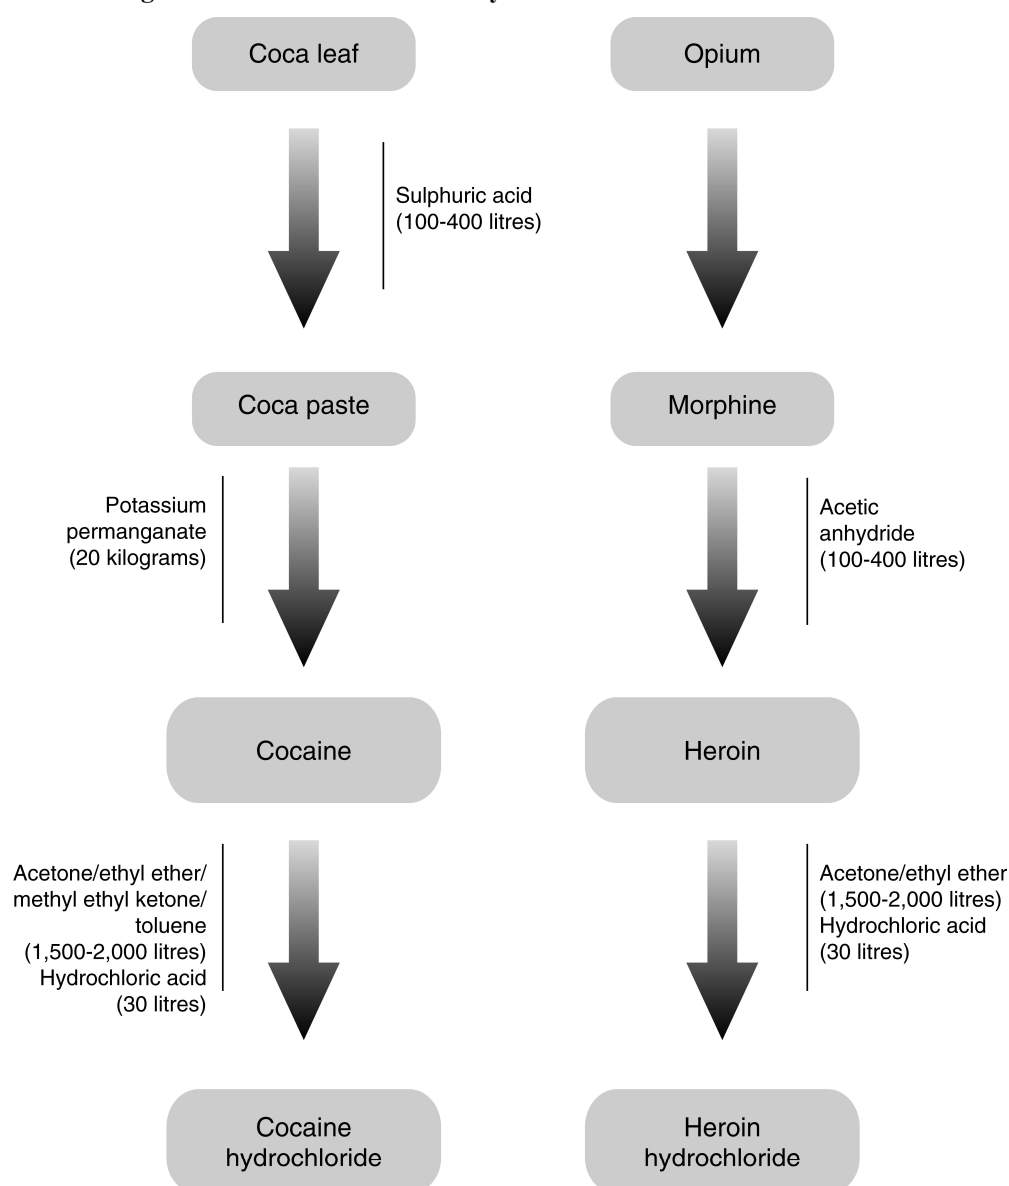 Coca leaf
Opium
Sulphuric acid
(100-400 litres)
Coca paste
Morphine
Potassium
permanganate
(20 kilograms)
Acetic
anhydride
(100-400 litres)
Cocaine
Heroin
Acetone/ethyl ether/
methyl ethyl ketone/
toluene
(1,500-2,000 litres)
Hydrochloric acid
(30 litres)
Acetone/ethyl ether
(1,500-2,000 litres)
Hydrochloric acid
(30 litres)
Cocaine
hydrochloride
Heroin
hydrochloride